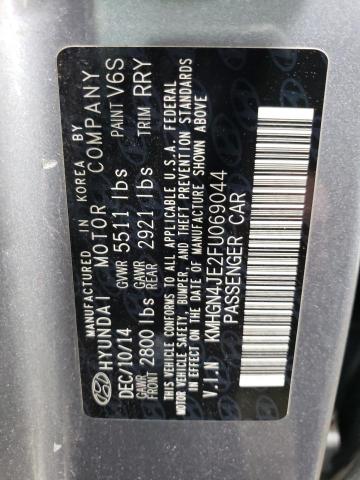 MANUFACTURED IN KOREA BY
HYUNDAI MOTOR COMPANY
DEC/10/14 GVWR 5511 lbs PAINT V6S
GAWR FRONT 2800 lbs GAWR REAR 2921 lbs TRIM RRY
THIS VEHICLE CONFORMS TO ALL APPLICABLE U.S.A. FEDERAL
MOTOR VEHICLE SAFETY, BUMPER, AND THEFT PREVENTION STANDARDS
IN EFFECT ON THE DATE OF MANUFACTURE SHOWN ABOVE
V.I.N KMHGN4JE2FU069044
PASSENGER CAR